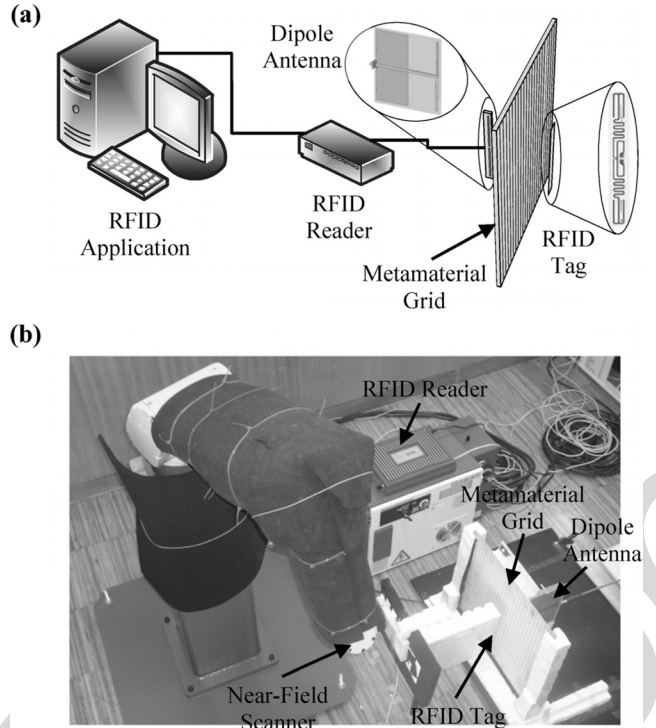 (a)
Dipole
Antenna
RFID
Application
RFID
Reader
Metamaterial
Grid
RFID
Tag
(b)
RFID Reader
Metamaterial
Grid
Dipole
Antenna
Near-Field
Scanner
RFID Tag